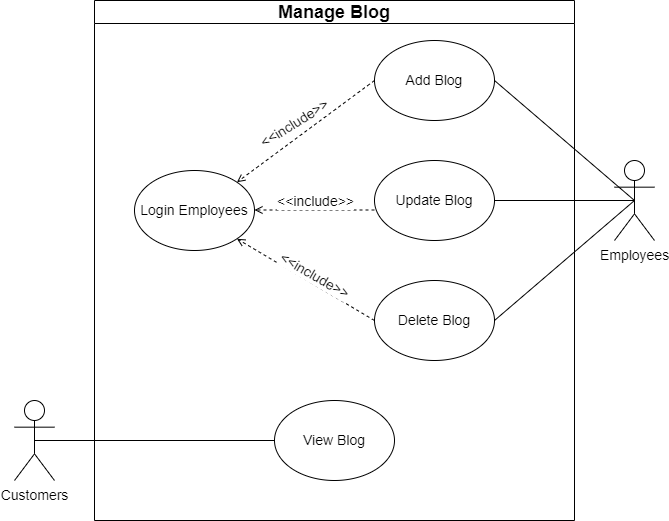 Manage Blog
Add Blog
<<include>>
Login Employees
<<include>>
Update Blog
Employees
<<include>>
Delete Blog
View Blog
Customers